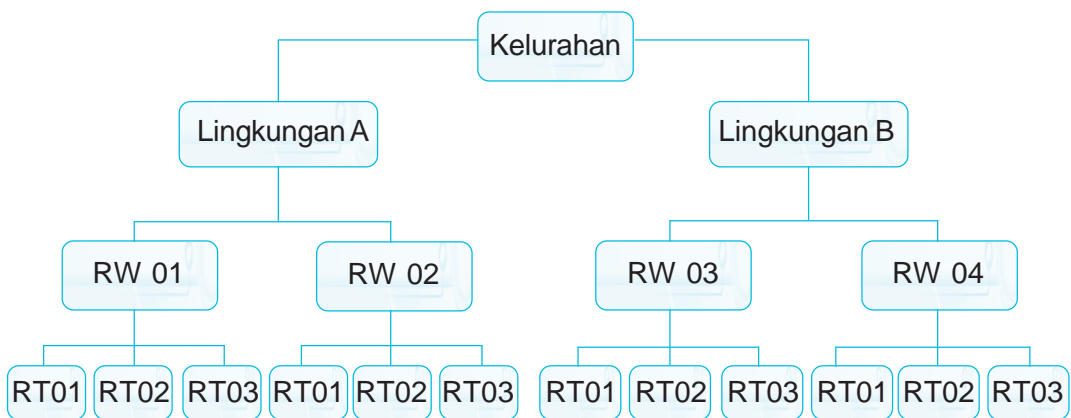 Kelurahan
Lingkungan A
Lingkungan B
RW 01
RW 02
RW 03
RW 04
RT01
RT02
RT03
RT01
RT02
RT03
RT01
RT02
RT03
RT01
RT02
RT03